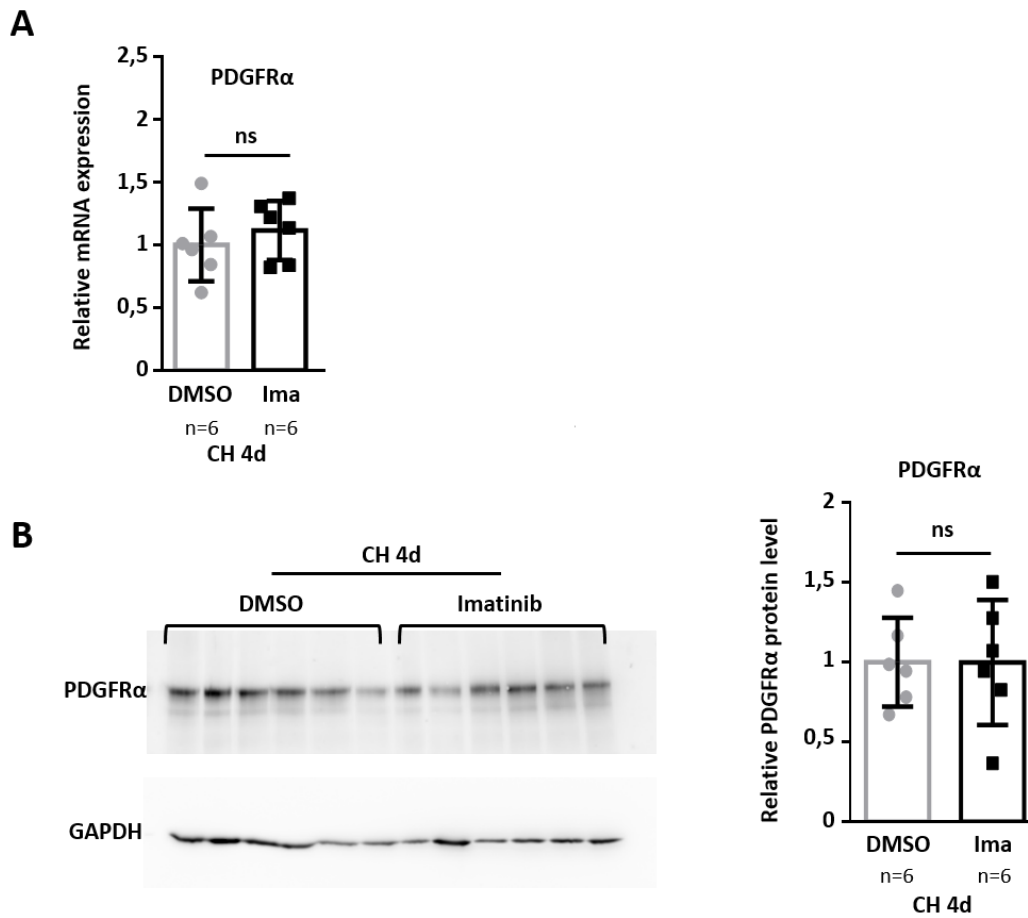 A
PDGFRα
ns
Relative mRNA expression
2,5
2
1,5
1
0,5
0
DMSO
Ima
n=6
n=6
CH 4d
B
CH 4d
DMSO
Imatinib
PDGFRα
GAPDH
PDGFRα
ns
Relative PDGFRα protein level
2
1,5
1
0,5
0
DMSO
Ima
n=6
n=6
CH 4d